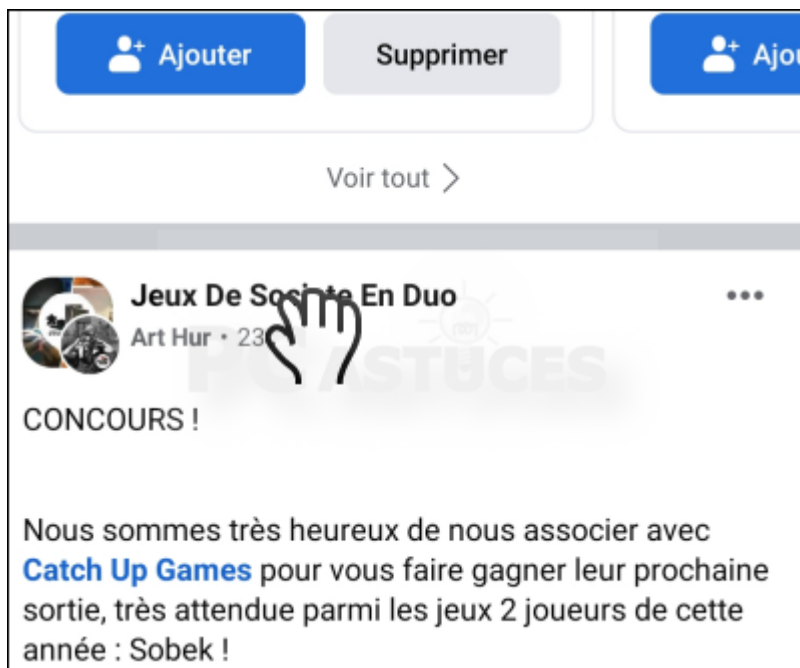 Ajouter
Supprimer
Ajou
Voir tout
Jeux De Societe En Duo
Art Hur • 23
PC ASTUCES
CONCOURS !
Nous sommes très heureux de nous associer avec
Catch Up Games pour vous faire gagner leur prochaine
sortie, très attendue parmi les jeux 2 joueurs de cette
année : Sobek !